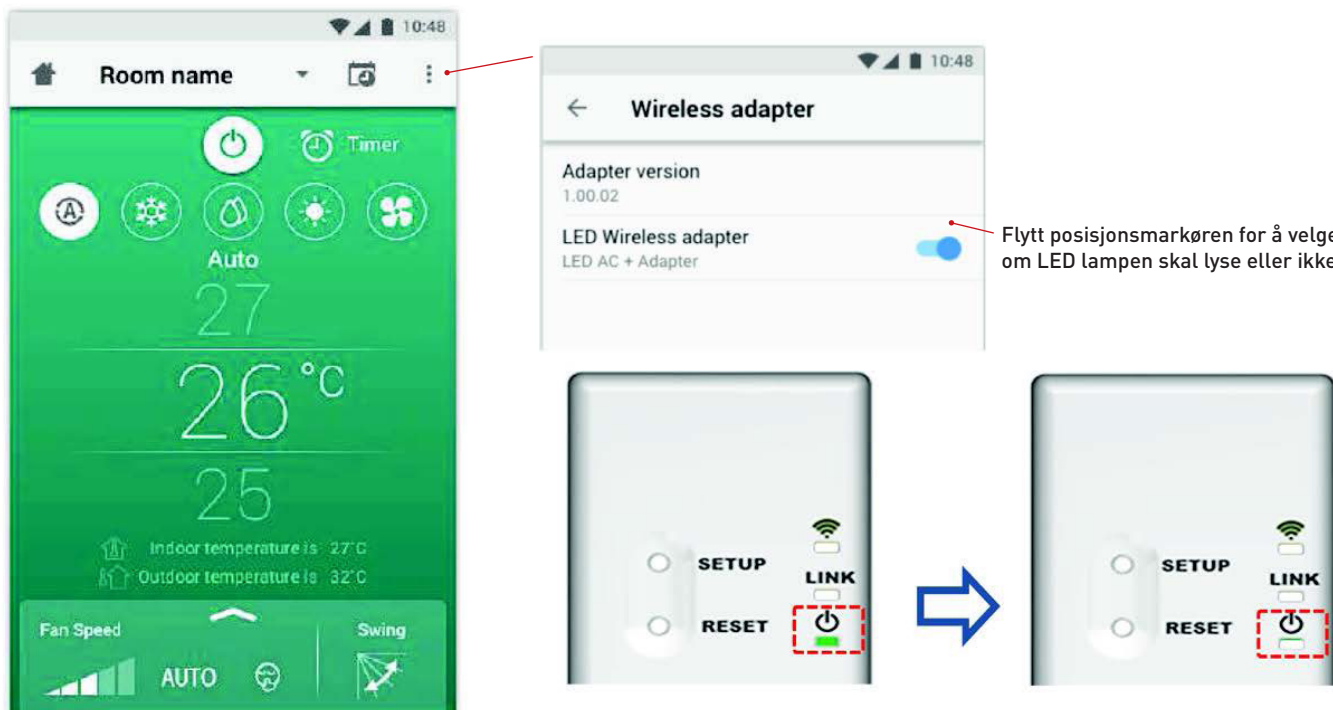 10:48
Room name
Timer
A
Auto
27
26 °C
25
Indoor temperature is 27°C
Outdoor temperature is 32°C
Fan Speed
Swing
AUTO
10:48
Wireless adapter
Adapter version
1.00.02
LED Wireless adapter
LED AC + Adapter
Flytt posisjonsmarkøren for å velge
om LED lampen skal lyse eller ikke
SETUP
LINK
RESET
SETUP
LINK
RESET